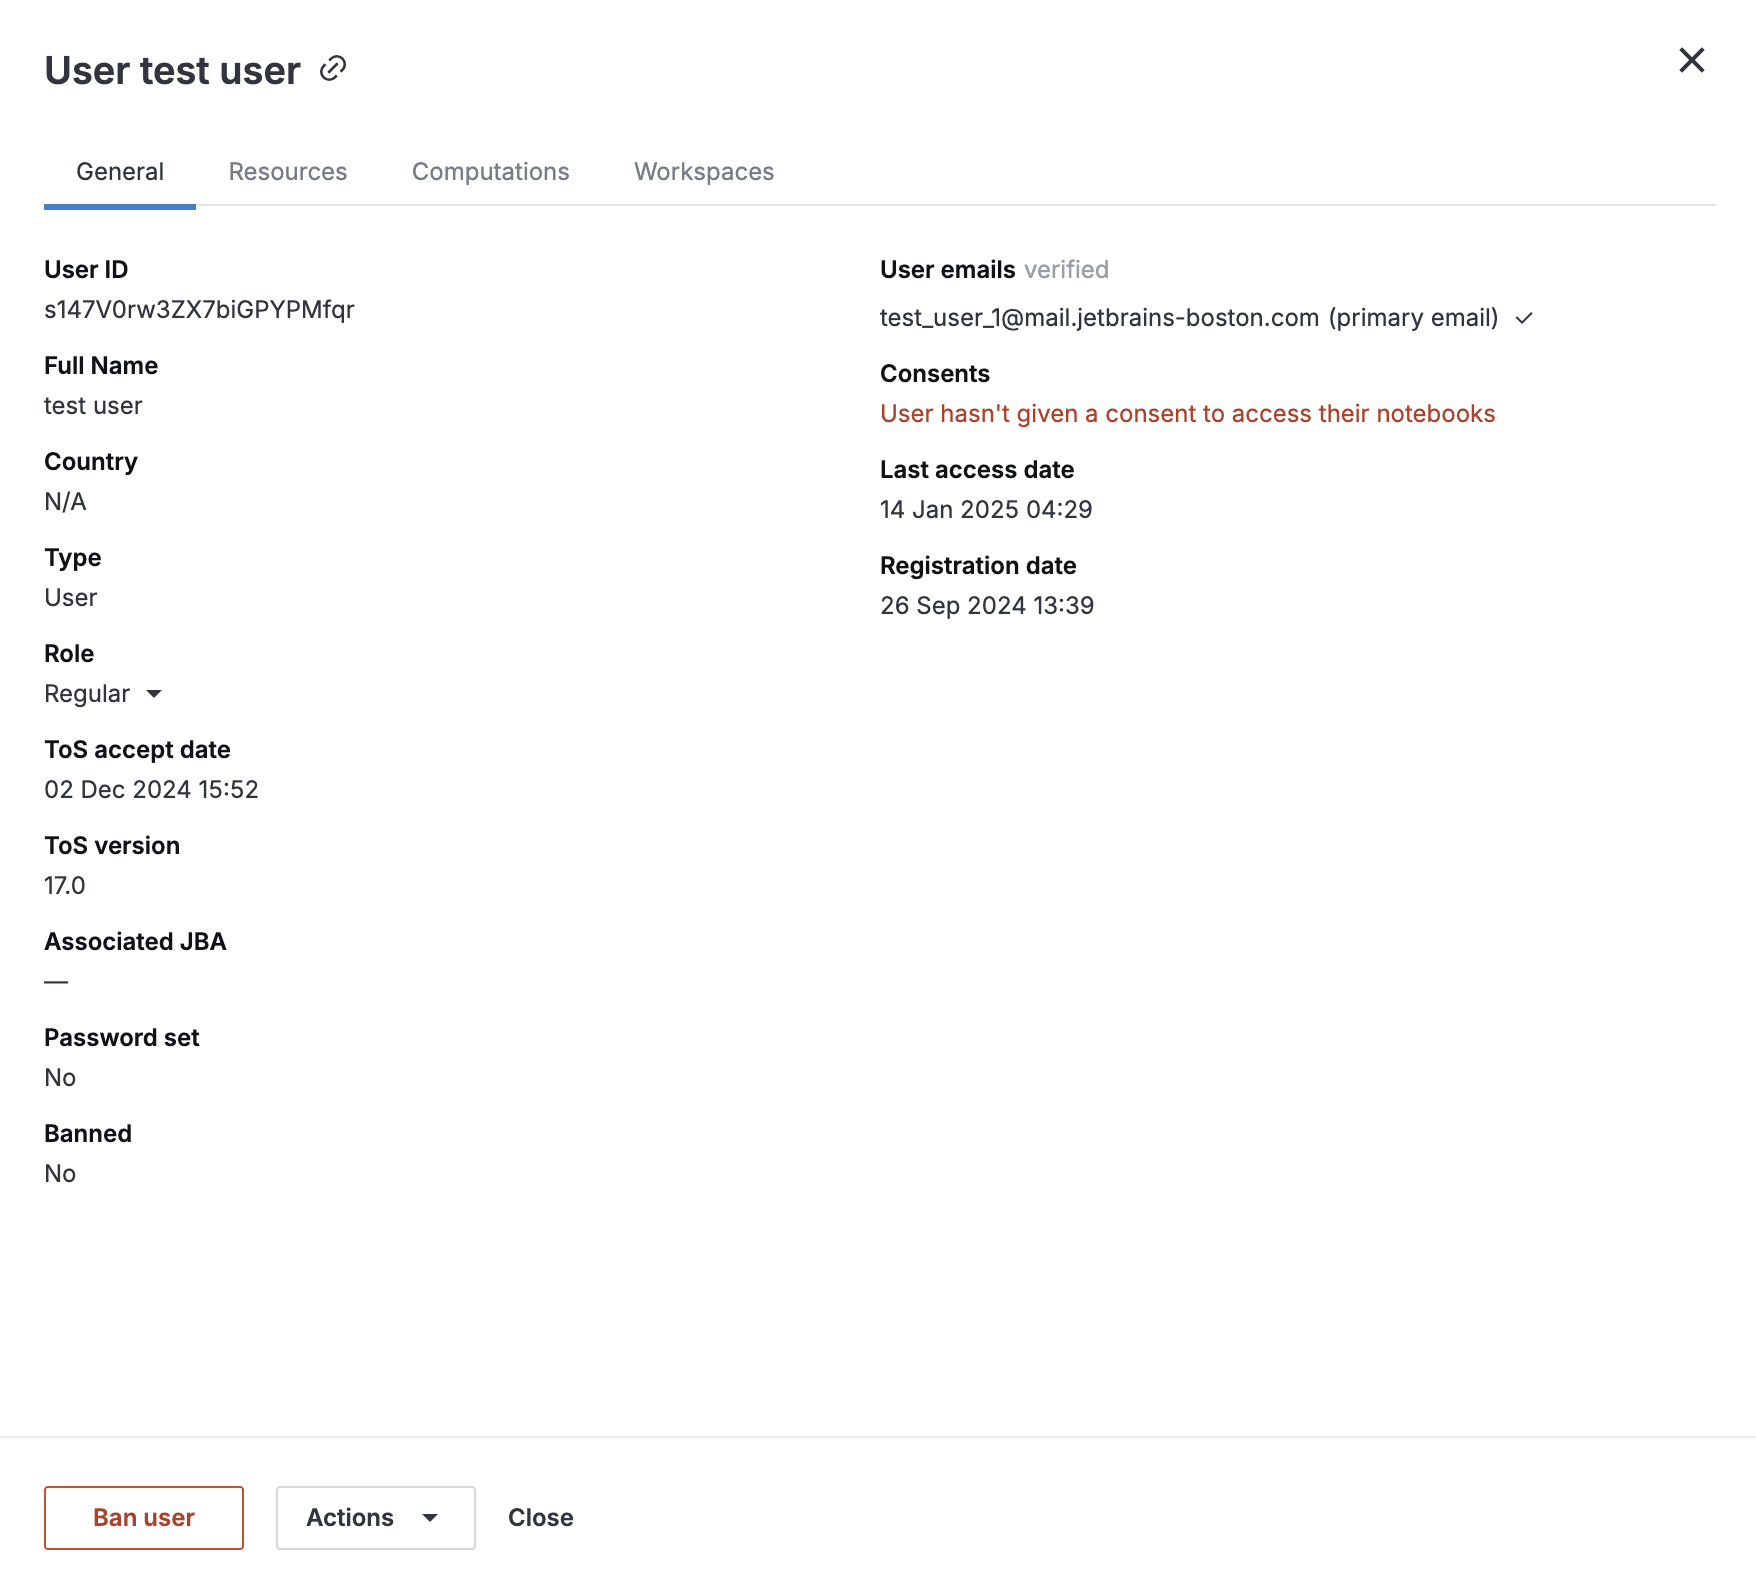 User test user
General Resources Computations Workspaces
User ID
s147V0rw3ZX7biGPYPMfqr
Full Name
test user
Country
N/A
Type
User
Role
Regular
ToS accept date
02 Dec 2024 15:52
ToS version
17.0
Associated JBA
—
Password set
No
Banned
No
User emails verified
test_user_1@mail.jetbrains-boston.com (primary email)
Consents
User hasn't given a consent to access their notebooks
Last access date
14 Jan 2025 04:29
Registration date
26 Sep 2024 13:39
Ban user Actions Close